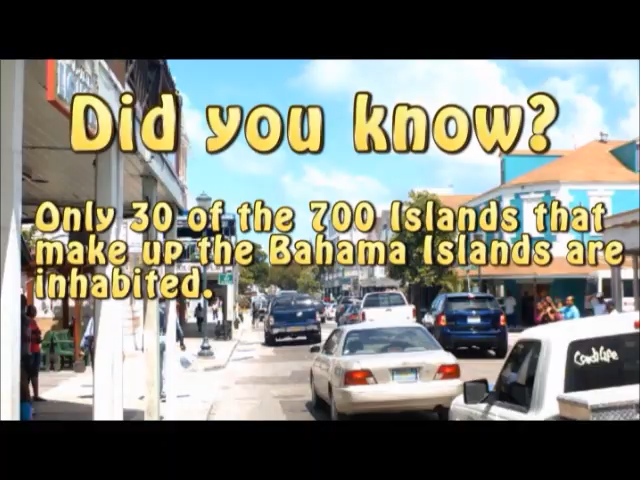 Did you know?
Only 30 of the 700 Islands that
make up the Bahama Islands are
inhabited.